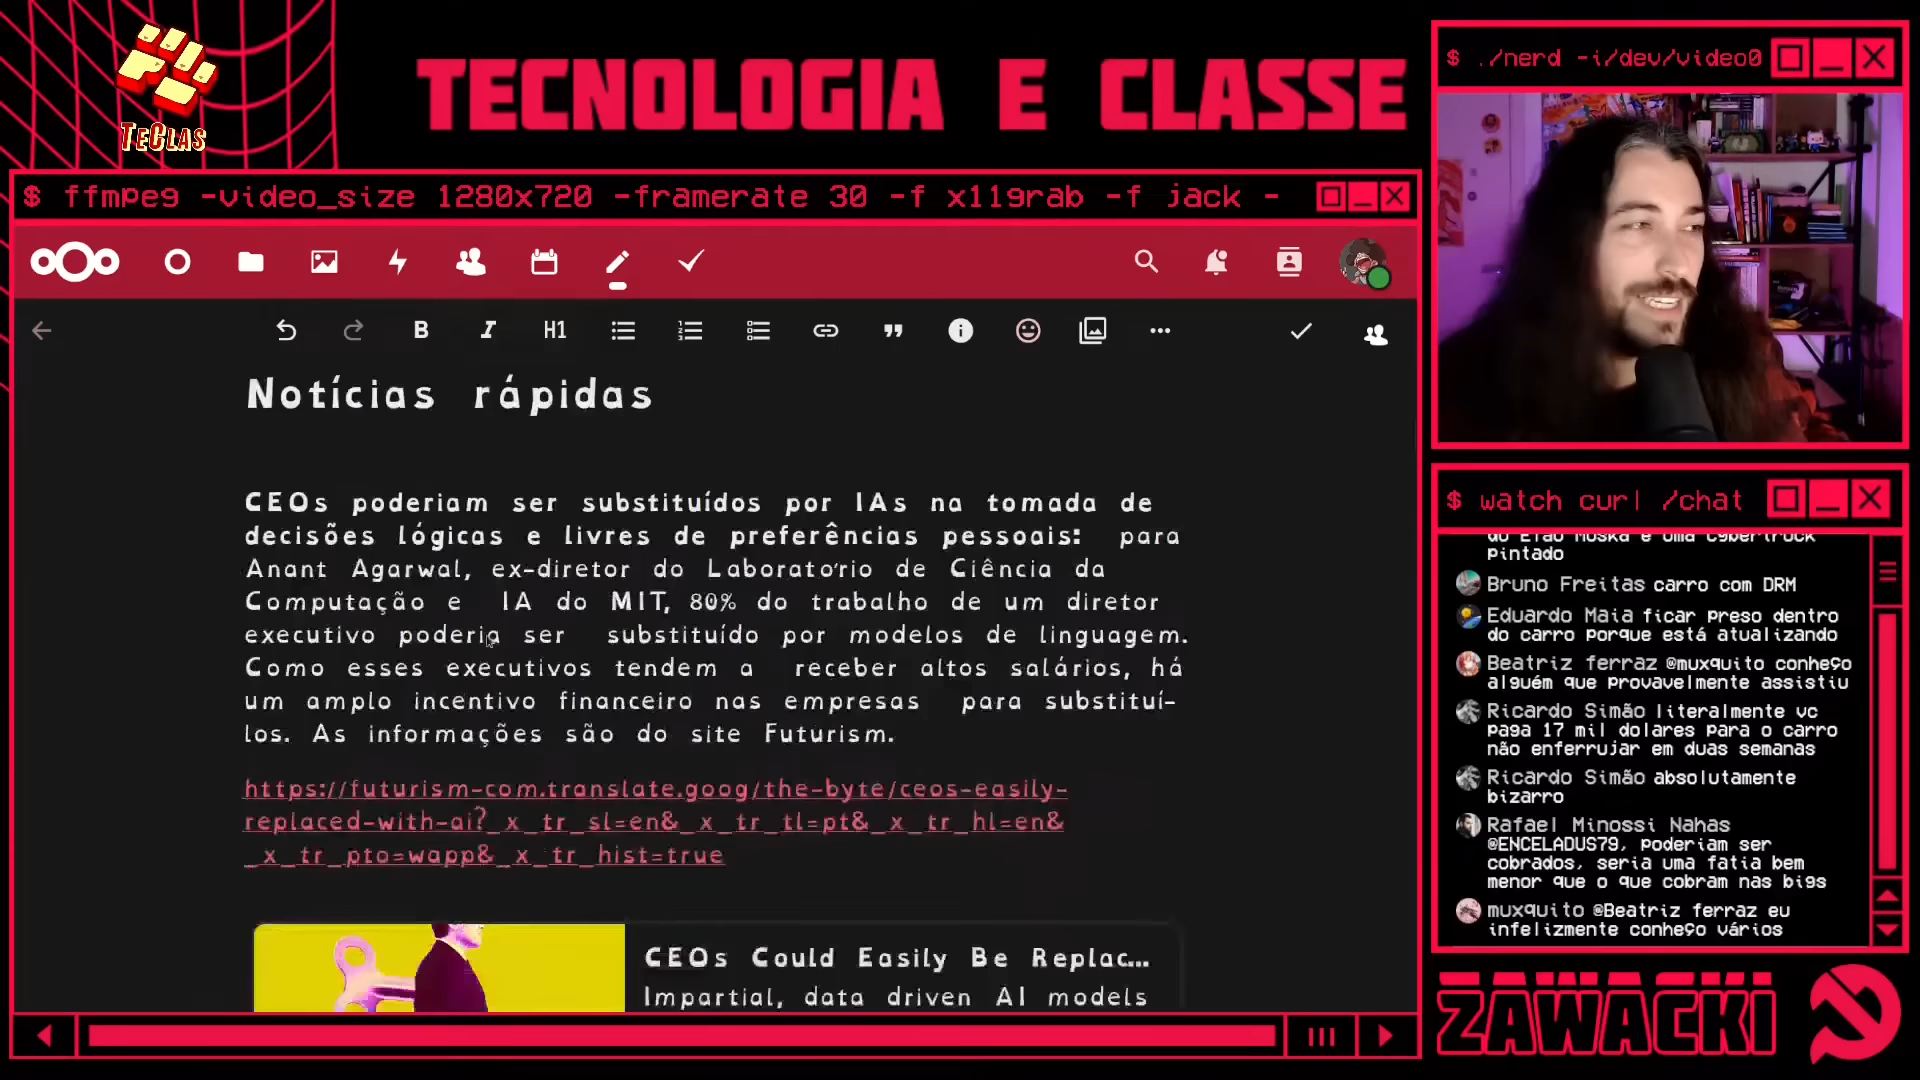 TeCLAS
TECNOLOGIA E CLASSE
$ ffmpeg -video_size 1280x720 -framerate 30 -f x11grab -f jack -
H1
Notícias rápidas
CEOs poderiam ser substituídos por IAs na tomada de
decisões lógicas e livres de preferências pessoais: para
Anant Agarwal, ex-diretor do Laborato´rio de Ciência da
Computação e IA do MIT, 80% do trabalho de um diretor
executivo poderia ser substituído por modelos de linguagem.
Como esses executivos tendem a receber altos salários, há
um amplo incentivo financeiro nas empresas para substituí-
los. As informações são do site Futurism.
https://futurism-com.translate.goog/the-byte/ceos-easily-
replaced-with-ai?_x_tr_sl=en&_x_tr_tl=pt&_x_tr_hl=en&
_x_tr_pto=wapp&_x_tr_hist=true
CEOs Could Easily Be Replac...
Impartial, data driven AI models
$ ./nerd -i/dev/video0
$ watch curl /chat
do Elão Moska é uma cybertrock
pintado
Bruno Freitas carro com DRM
Eduardo Maia ficar preso dentro
do carro porque está atualizando
Beatriz ferraz @muxquito conheço
alguém que provavelmente assistiu
Ricardo Simão literalmente vc
paga 17 mil dolares para o carro
não enferrujar em duas semanas
Ricardo Simão absolutamente
bizarro
Rafael Minossi Nahas
@ENCELADUS79, poderiam ser
cobrados, seria uma fatia bem
menor que o que cobram nas bigs
muxquito @Beatriz ferraz eu
infelizmente conheço vários
ZAWACKI